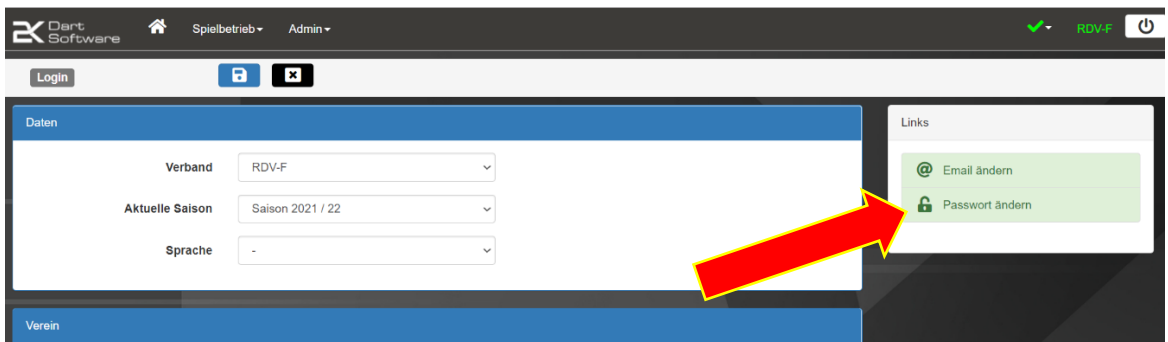 2K Dart Software
Spielbetrieb
Admin
RDV-F
Login
Daten
Verband RDV-F
Aktuelle Saison Saison 2021 / 22
Sprache -
Links
@ Email ändern
Passwort ändern
Verein